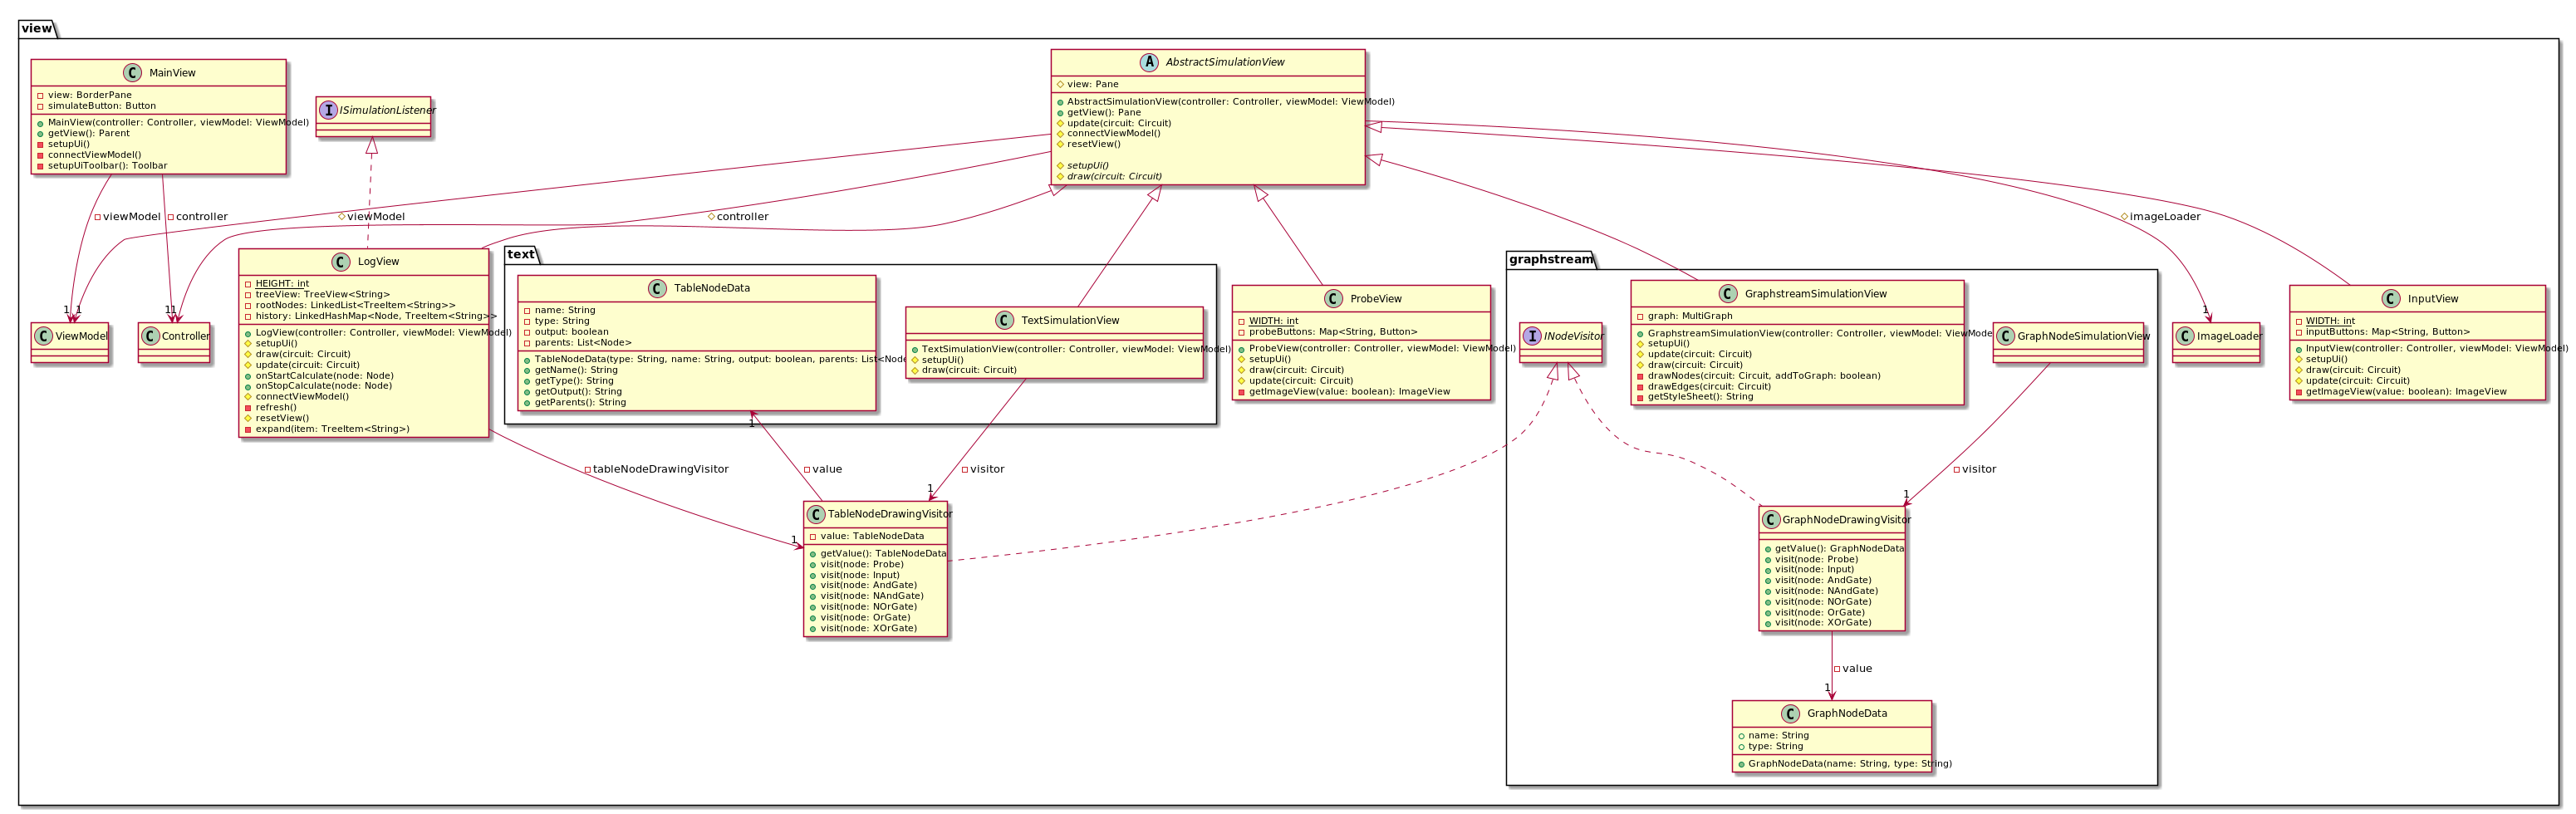 view
MainView
view: BorderPane
simulateButton: Button
MainView(controller: Controller, viewModel: ViewModel)
getView(): Parent
setupUi()
connectViewModel()
setupUiToolbar(): Toolbar
ISimulationListener
AbstractSimulationView
view: Pane
AbstractSimulationView(controller: Controller, viewModel: ViewModel)
getView(): Pane
update(circuit: Circuit)
connectViewModel()
resetView()
setupUi()
draw(circuit: Circuit)
viewModel
controller
viewModel
controller
imageLoader
1
1
1
1
1
ViewModel
Controller
LogView
HEIGHT: int
treeView: TreeView<String>
rootNodes: LinkedList<TreeItem<String>>
history: LinkedHashMap<Node, TreeItem<String>>
LogView(controller: Controller, viewModel: ViewModel)
setupUi()
draw(circuit: Circuit)
update(circuit: Circuit)
onStartCalculate(node: Node)
onStopCalculate(node: Node)
connectViewModel()
refresh()
resetView()
expand(item: TreeItem<String>)
text
TableNodeData
name: String
type: String
output: boolean
parents: List<Node>
TableNodeData(type: String, name: String, output: boolean, parents: List<Node
getName(): String
getType(): String
getOutput(): String
getParents(): String
TextSimulationView
TextSimulationView(controller: Controller, viewModel: ViewModel)
setupUi()
draw(circuit: Circuit)
ProbeView
WIDTH: int
probeButtons: Map<String, Button>
ProbeView(controller: Controller, viewModel: ViewModel)
setupUi()
draw(circuit: Circuit)
update(circuit: Circuit)
getImageView(value: boolean): ImageView
graphstream
INodeVisitor
GraphstreamSimulationView
graph: MultiGraph
GraphstreamSimulationView(controller: Controller, viewModel: ViewMode
setupUi()
update(circuit: Circuit)
draw(circuit: Circuit)
drawNodes(circuit: Circuit, addToGraph: boolean)
drawEdges(circuit: Circuit)
getStyleSheet(): String
GraphNodeSimulationView
ImageLoader
InputView
WIDTH: int
inputButtons: Map<String, Button>
InputView(controller: Controller, viewModel: ViewModel)
setupUi()
draw(circuit: Circuit)
update(circuit: Circuit)
getImageView(value: boolean): ImageView
1
tableNodeDrawingVisitor
value
visitor
visitor
1
1
1
TableNodeDrawingVisitor
value: TableNodeData
getValue(): TableNodeData
visit(node: Probe)
visit(node: Input)
visit(node: AndGate)
visit(node: NAndGate)
visit(node: NOrGate)
visit(node: OrGate)
visit(node: XOrGate)
GraphNodeDrawingVisitor
getValue(): GraphNodeData
visit(node: Probe)
visit(node: Input)
visit(node: AndGate)
visit(node: NAndGate)
visit(node: NOrGate)
visit(node: OrGate)
visit(node: XOrGate)
value
1
GraphNodeData
name: String
type: String
GraphNodeData(name: String, type: String)